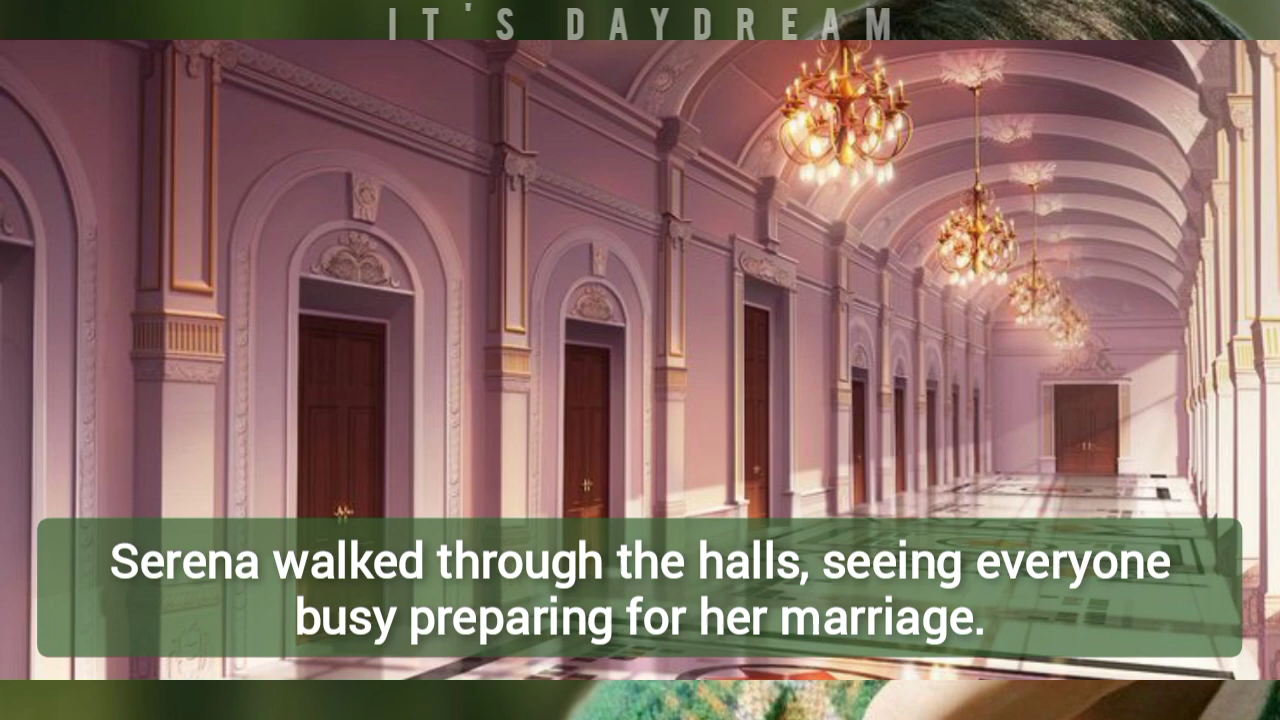 IT'S DAYDREAM
Serena walked through the halls, seeing everyone
busy preparing for her marriage.